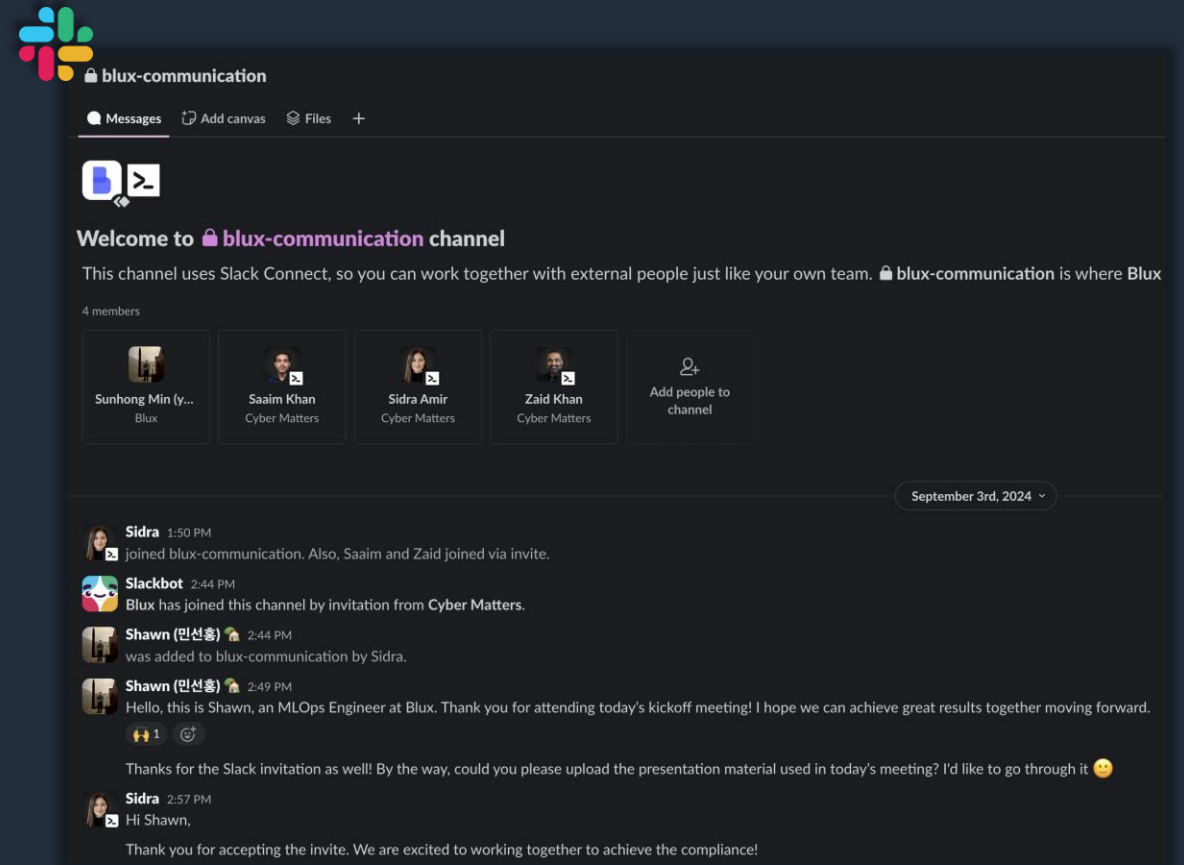 blux-communication
Messages Add canvas Files +
Welcome to blux-communication channel
This channel uses Slack Connect, so you can work together with external people just like your own team. blux-communication is where Blux
4 members
Sunhong Min (y... Saaim Khan Sidra Amir Zaid Khan Add people to
Blux Cyber Matters Cyber Matters Cyber Matters channel
September 3rd, 2024
Sidra 1:50 PM
joined blux-communication. Also, Saaim and Zaid joined via invite.
Slackbot 2:44 PM
Blux has joined this channel by invitation from Cyber Matters.
Shawn (민선홍) 2:44 PM
was added to blux-communication by Sidra.
Shawn (민선홍) 2:49 PM
Hello, this is Shawn, an MLOps Engineer at Blux. Thank you for attending today's kickoff meeting! I hope we can achieve great results together moving forward.
🙌 1
Thanks for the Slack invitation as well! By the way, could you please upload the presentation material used in today's meeting? I'd like to go through it 🙂
Sidra 2:57 PM
Hi Shawn,
Thank you for accepting the invite. We are excited to working together to achieve the compliance!